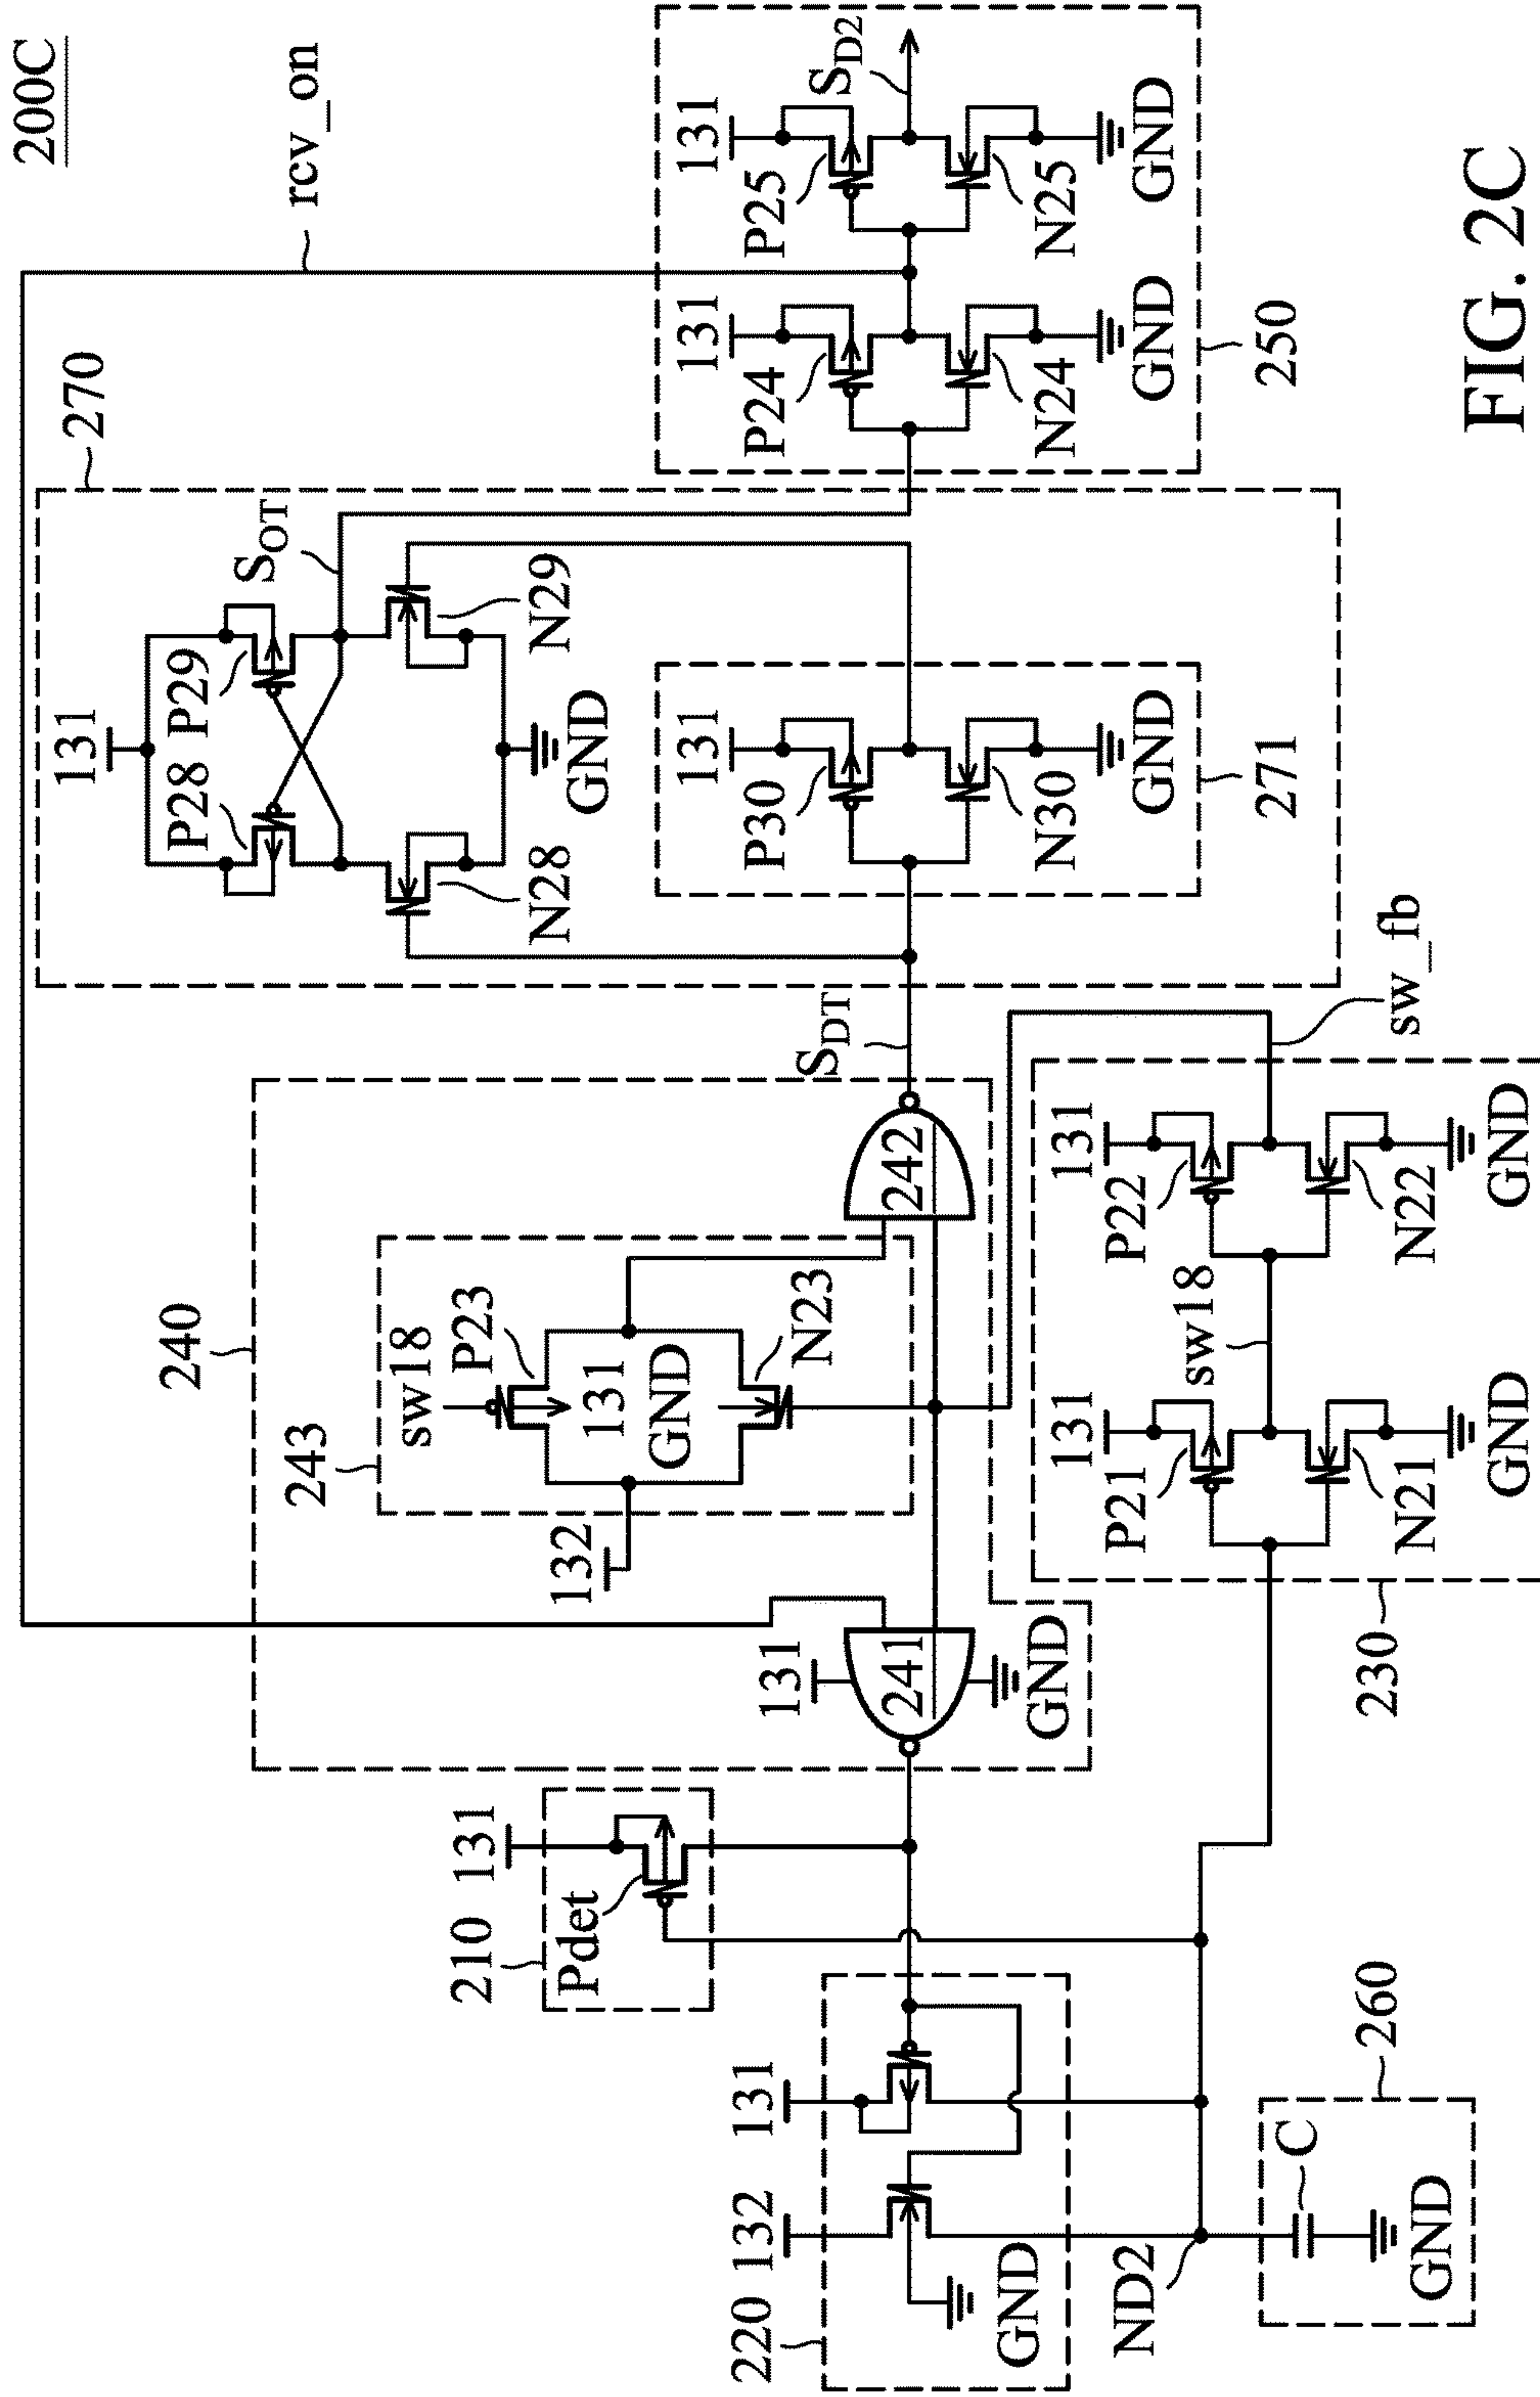 200C
rcv_on
270
131
P28
P29
S_OT
N28
N29
GND
131
P30
N30
GND
271
131
P24
N24
GND
131
P25
N25
GND
S_D2
250
240
243
sw18
P23
131
GND
N23
132
131
241
GND
242
S_DT
210
131
Pdet
220
132
131
GND
ND2
260
C
GND
230
131
P21
N21
GND
sw18
131
P22
N22
GND
sw_fb
FIG. 2C